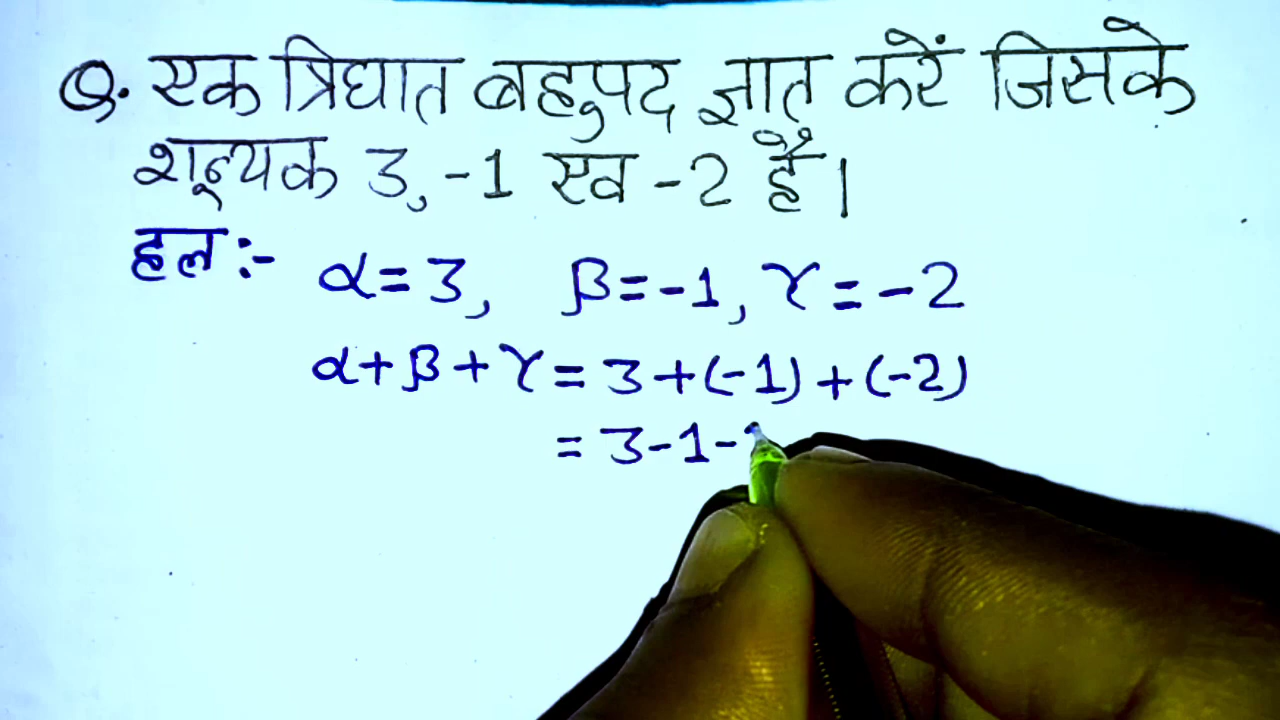 Q. एक त्रिघात बहुपद ज्ञात करें जिसके
शून्यक 3, -1 एव -2 है।
हल :- α = 3, β = -1, γ = -2
α + β + γ = 3 + (-1) + (-2)
= 3 - 1 -